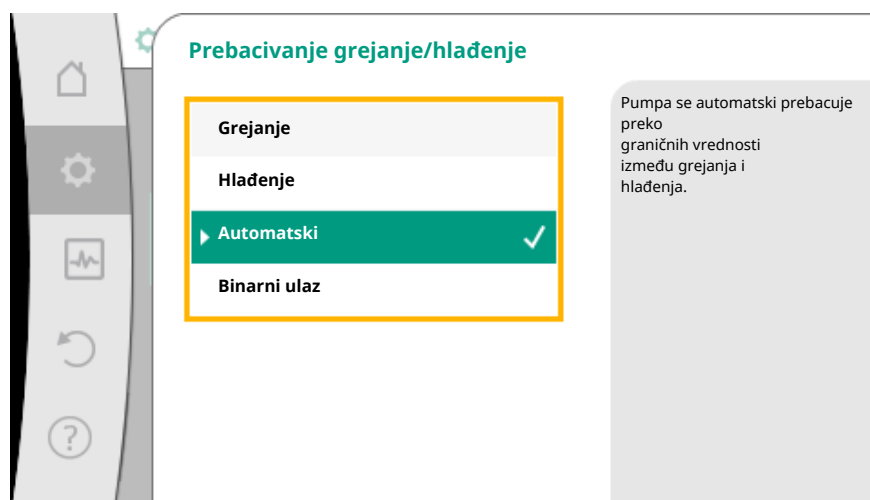 Prebacivanje grejanje/hlađenje
Grejanje
Hlađenje
Automatski
Binarni ulaz
Pumpa se automatski prebacuje
preko
graničnih vrednosti
između grejanja i
hlađenja.